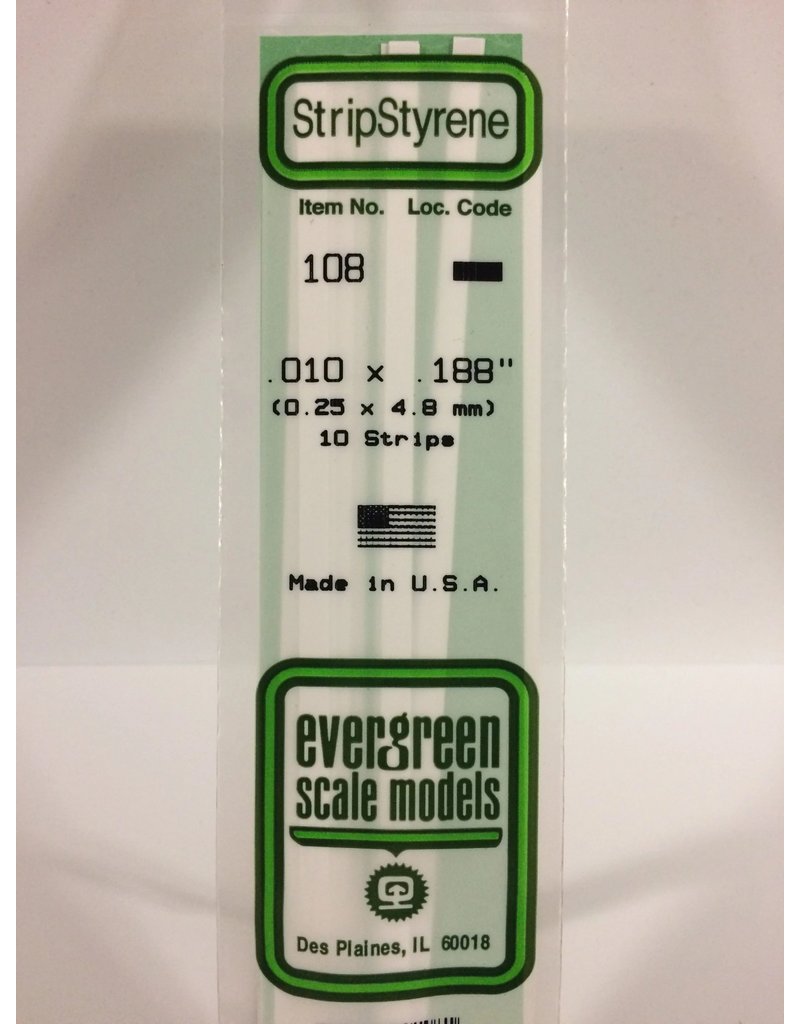 StripStyrene
Item No. Loc. Code
108
.010 x .188"
(0.25 x 4.8 mm)
10 Strips
Made in U.S.A.
evergreen
scale models
Des Plaines, IL 60018